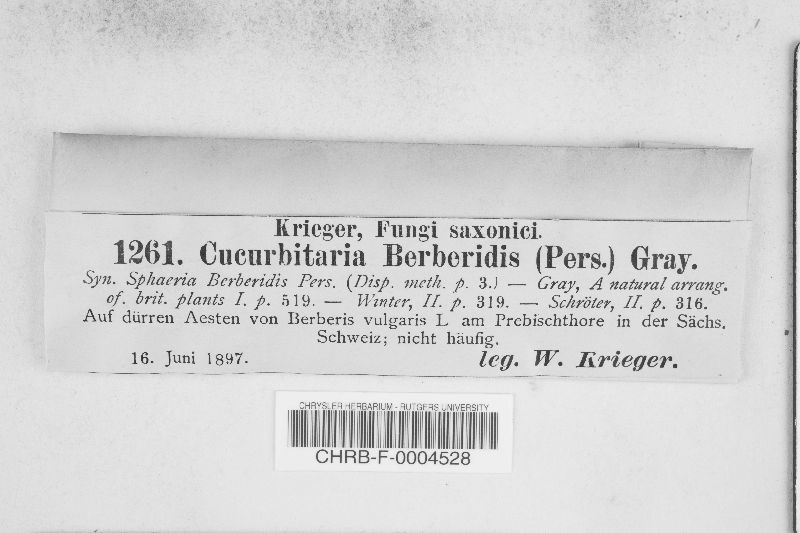 Krieger, Fungi saxonici.
1261. Cucurbitaria Berberidis (Pers.) Gray.
Syn. Sphaeria Berberidis Pers. (Disp. meth. p. 3.) — Gray, A natural arrang.
of. brit. plants I. p. 519. — Winter, II. p. 319. — Schröter, II. p. 316.
Auf dürren Aesten von Berberis vulgaris L am Prebischthore in der Sächs.
Schweiz; nicht häufig.
16. Juni 1897. leg. W. Krieger.
CHRYSLER HERBARIUM - RUTGERS UNIVERSITY
CHRB-F-0004528